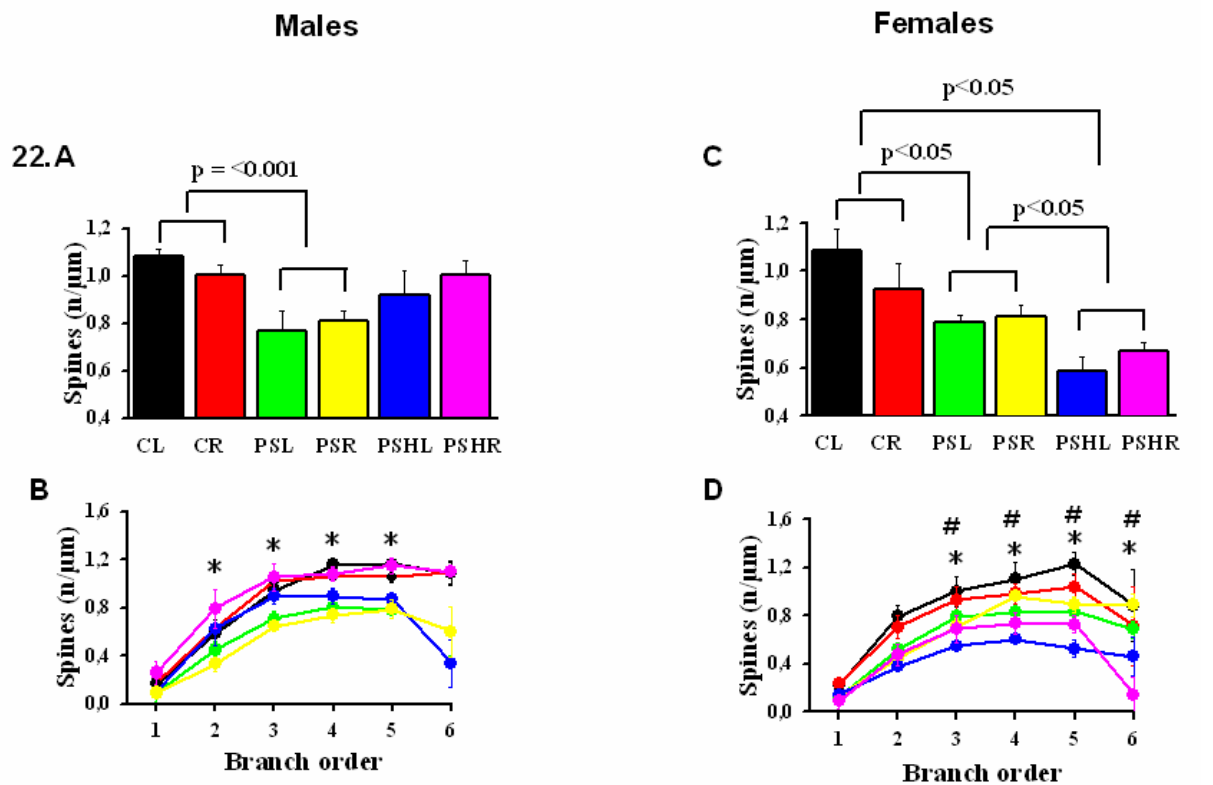 Males
Females
p<0.05
22.A
p = <0.001
C
p<0.05
p<0.05
Spines (n/µm)
1,2
1,0
0,8
0,6
0,4
CL CR PSL PSR PSHL PSHR
Spines (n/µm)
1,2
1,0
0,8
0,6
0,4
CL CR PSL PSR PSHL PSHR
B
Spines (n/µm)
1,6
1,2
0,8
0,4
0,0
* * * *
1 2 3 4 5 6
Branch order
D
Spines (n/µm)
1,6
1,2
0,8
0,4
0,0
# # # #
* * * *
1 2 3 4 5 6
Branch order